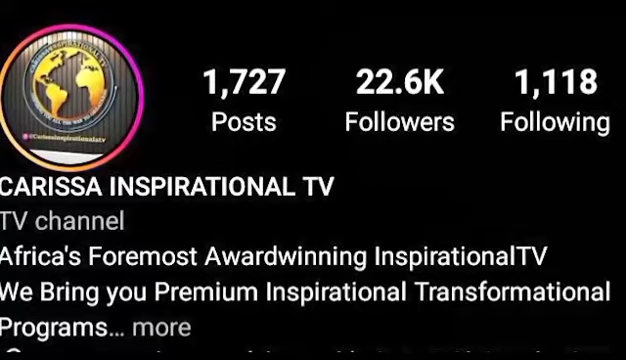 1,727 22.6K 1,118
Posts Followers Following
CARISSA INSPIRATIONAL TV
TV channel
Africa's Foremost Awardwinning InspirationalTV
We Bring you Premium Inspirational Transformational
Programs... more